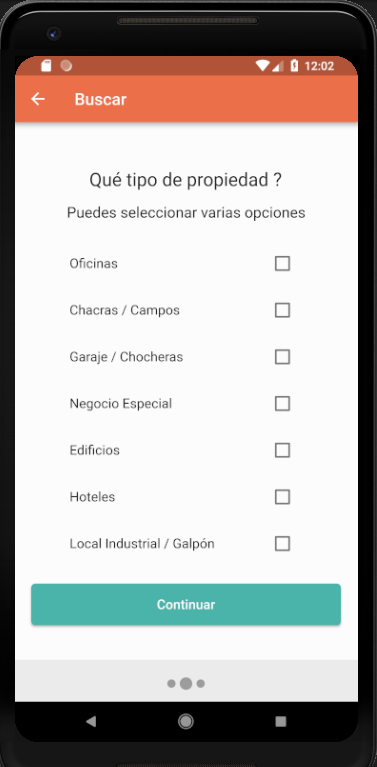 12:02
Buscar
Qué tipo de propiedad ?
Puedes seleccionar varias opciones
Oficinas
Chacras / Campos
Garaje / Chocheras
Negocio Especial
Edificios
Hoteles
Local Industrial / Galpón
Continuar